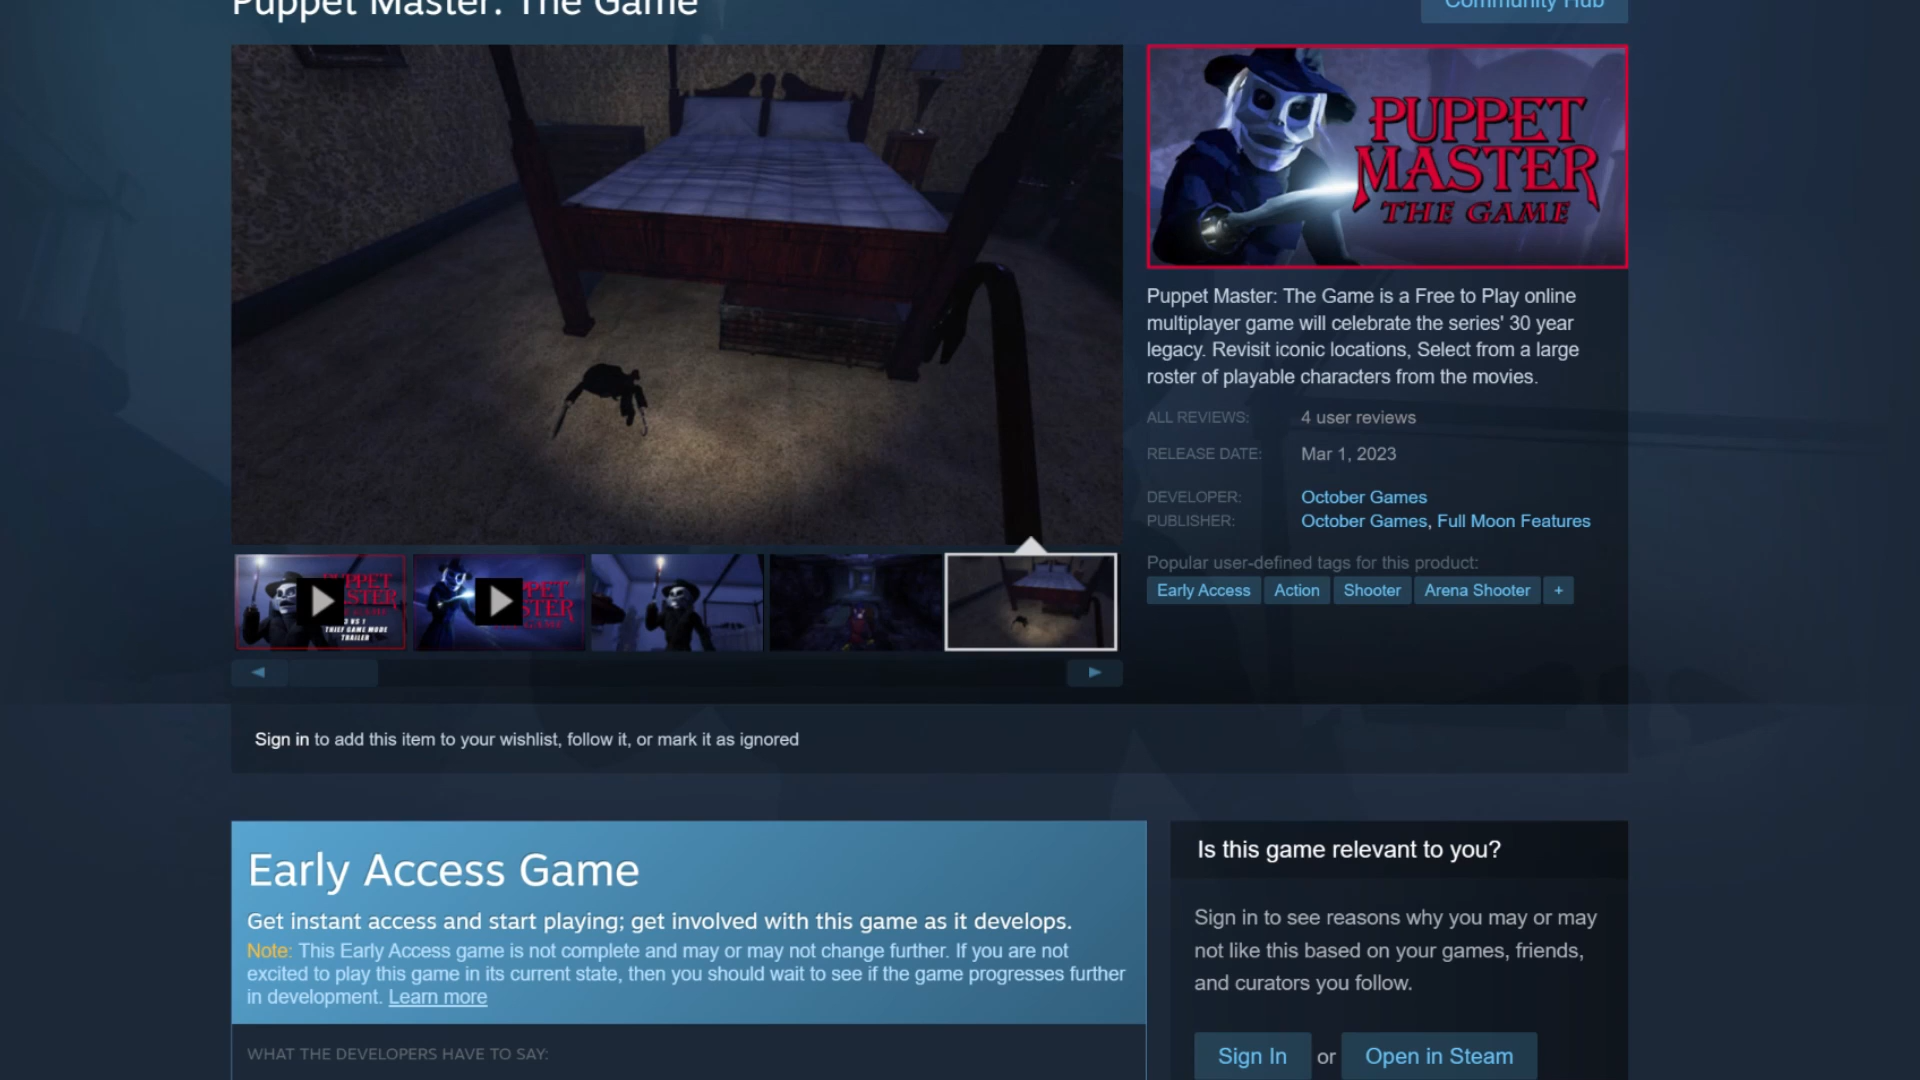 Puppet Master: The Game
Community Hub
PUPPET
MASTER
THE GAME
Puppet Master: The Game is a Free to Play online
multiplayer game will celebrate the series' 30 year
legacy. Revisit iconic locations, Select from a large
roster of playable characters from the movies.
ALL REVIEWS: 4 user reviews
RELEASE DATE: Mar 1, 2023
DEVELOPER: October Games
PUBLISHER: October Games, Full Moon Features
Popular user-defined tags for this product:
Early Access Action Shooter Arena Shooter +
3 VS 1
THIEF GAME MODE
TRAILER
Sign in to add this item to your wishlist, follow it, or mark it as ignored
Early Access Game
Get instant access and start playing; get involved with this game as it develops.
Note: This Early Access game is not complete and may or may not change further. If you are not
excited to play this game in its current state, then you should wait to see if the game progresses further
in development. Learn more
WHAT THE DEVELOPERS HAVE TO SAY:
Is this game relevant to you?
Sign in to see reasons why you may or may
not like this based on your games, friends,
and curators you follow.
Sign In or Open in Steam